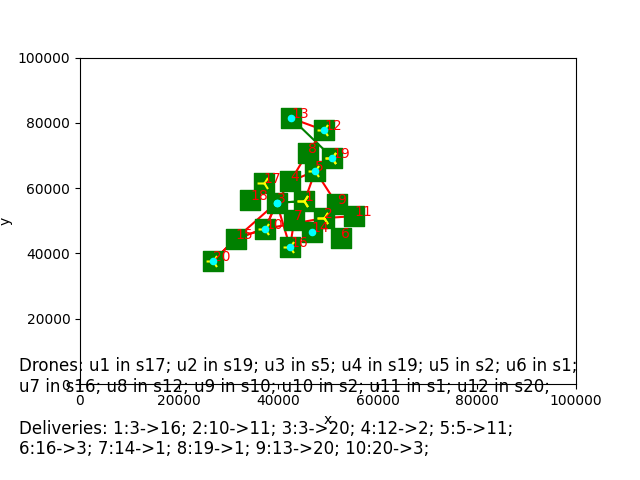 100000
80000
60000
40000
20000
0
0 20000 40000 60000 80000 100000
x
y
13
12
19
11
20
Drones: u1 in s17; u2 in s19; u3 in s5; u4 in s19; u5 in s2; u6 in s1;
u7 in s16; u8 in s12; u9 in s10;u10 in s2; u11 in s1; u12 in s20;
Deliveries: 1:3->16; 2:10->11; 3:3->20; 4:12->2; 5:5->11;
6:16->3; 7:14->1; 8:19->1; 9:13->20; 10:20->3;